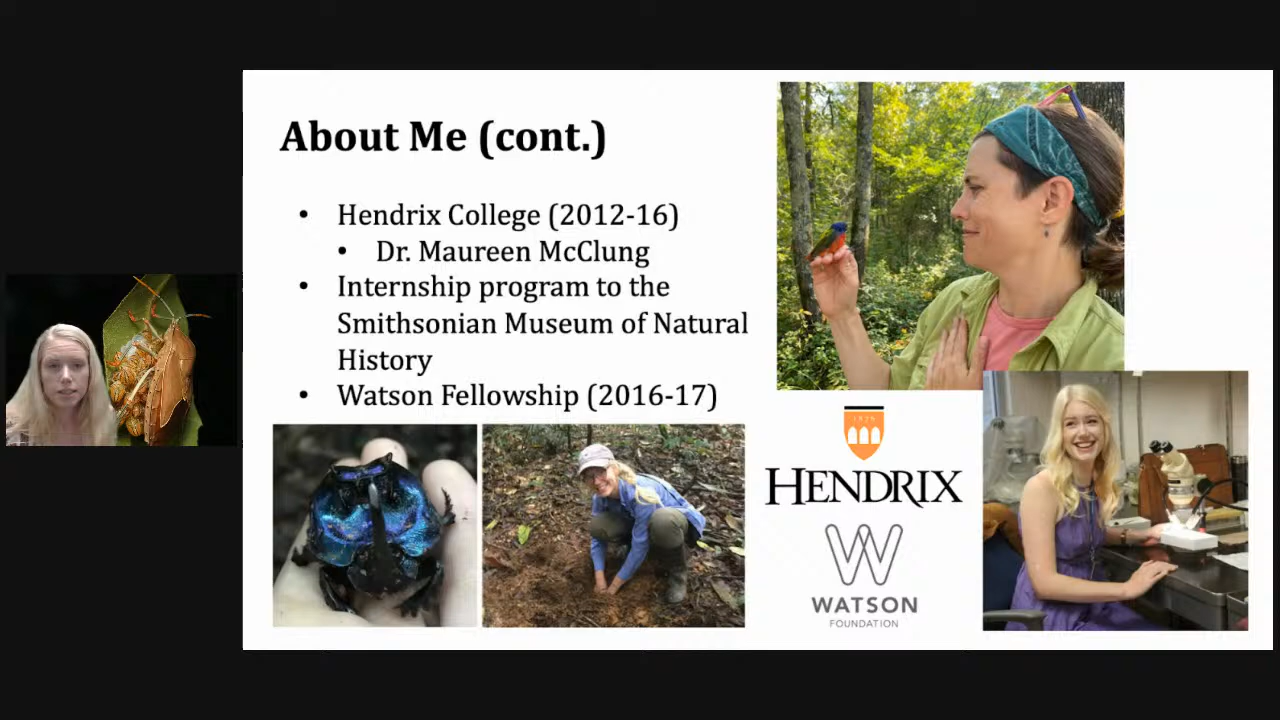 About Me (cont.)
• Hendrix College (2012-16)
• Dr. Maureen McClung
• Internship program to the
Smithsonian Museum of Natural
History
• Watson Fellowship (2016-17)
HENDRIX
W
WATSON
FOUNDATION